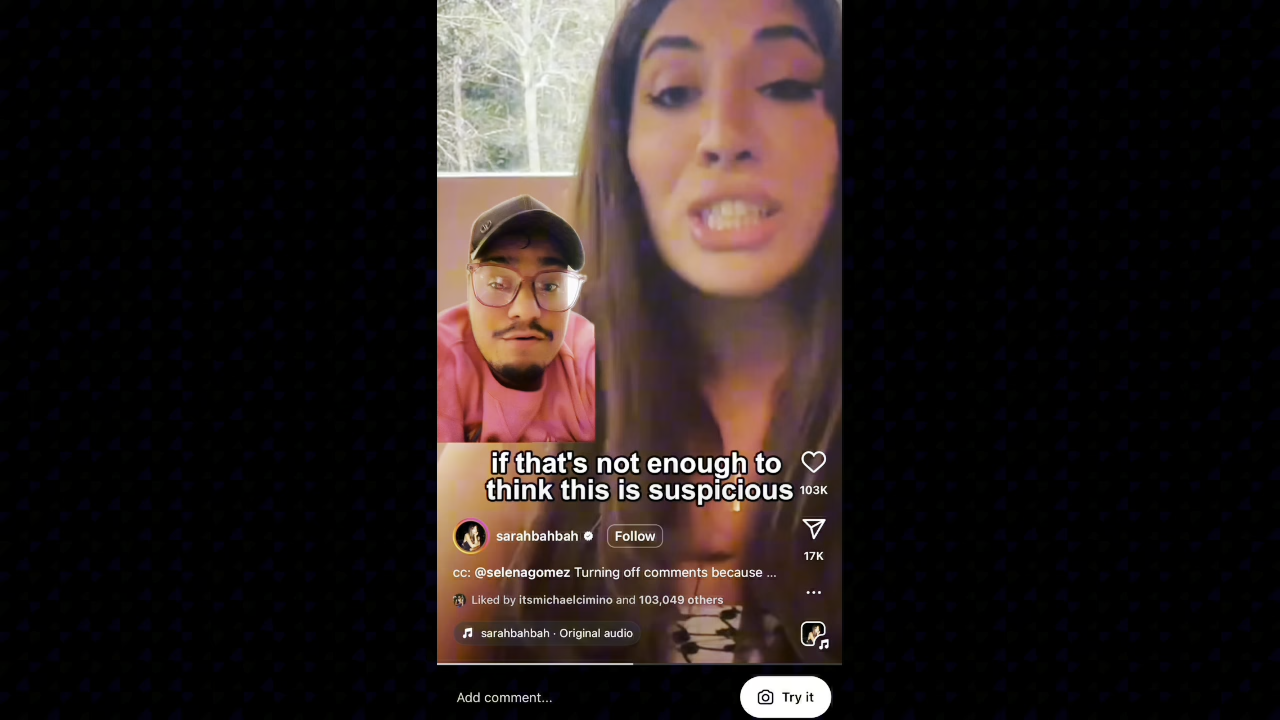 if that's not enough to
think this is suspicious
103K
sarahbahbah
Follow
17K
cc: @selenagomez Turning off comments because ...
Liked by itsmichaelcimino and 103,049 others
sarahbahbah · Original audio
Add comment...
Try it